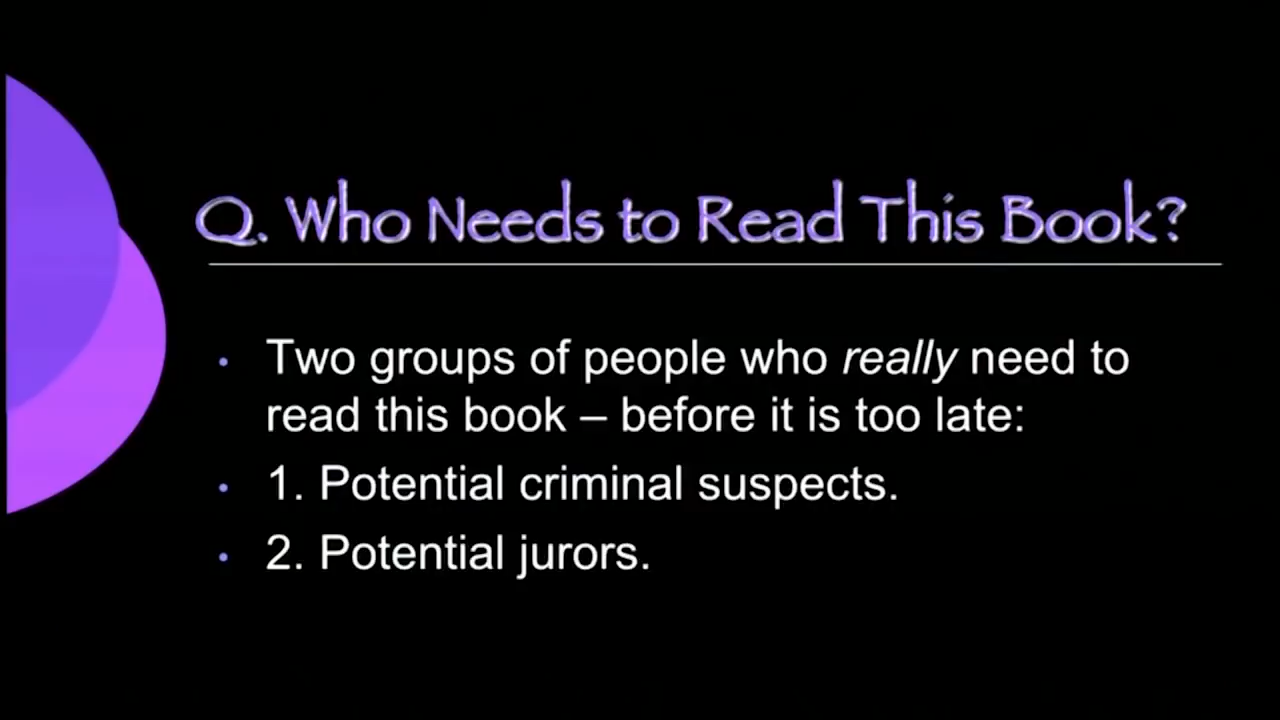 Q. Who Needs to Read This Book?
• Two groups of people who really need to
read this book – before it is too late:
• 1. Potential criminal suspects.
• 2. Potential jurors.